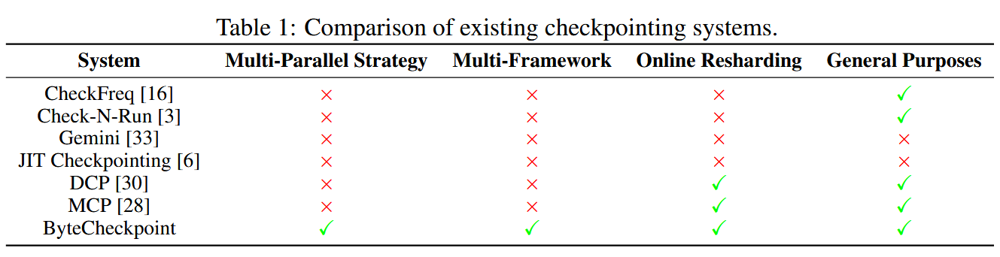 Table 1: Comparison of existing checkpointing systems.
System Multi-Parallel Strategy Multi-Framework Online Resharding General Purposes
CheckFreq [16] × × × ✓
Check-N-Run [3] × × × ✓
Gemini [33] × × × ×
JIT Checkpointing [6] × × × ×
DCP [30] × × ✓ ✓
MCP [28] × × ✓ ✓
ByteCheckpoint ✓ ✓ ✓ ✓